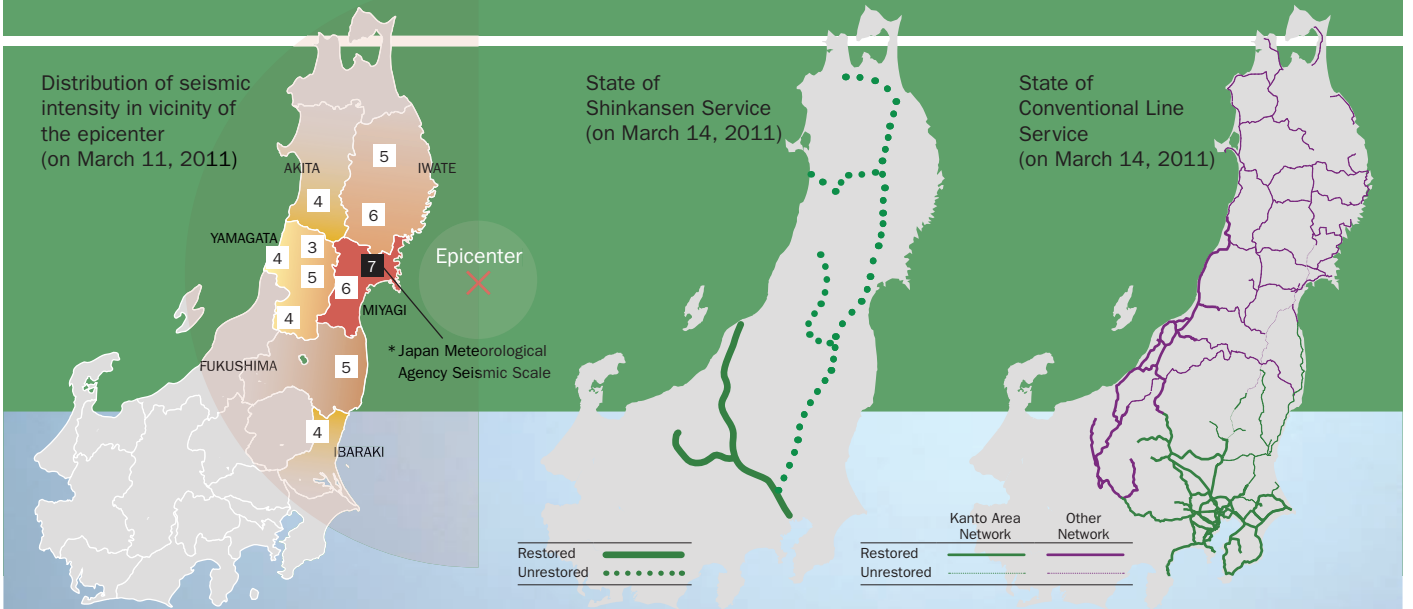 Distribution of seismic
intensity in vicinity of
the epicenter
(on March 11, 2011)
AKITA
5
IWATE
4
6
YAMAGATA
3
4
7
5
6
4
MIYAGI
Epicenter
* Japan Meteorological
Agency Seismic Scale
FUKUSHIMA
5
4
IBARAKI
State of
Shinkansen Service
(on March 14, 2011)
Restored
Unrestored
State of
Conventional Line
Service
(on March 14, 2011)
Kanto Area
Network
Other
Network
Restored
Unrestored